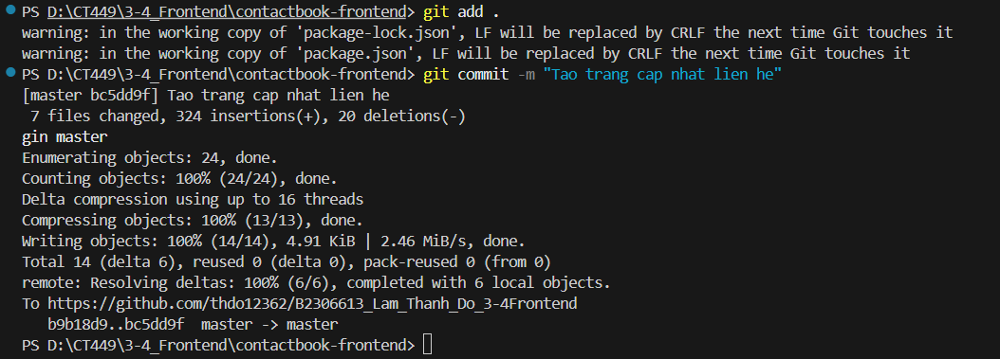 PS D:\CT449\3-4_Frontend\contactbook-frontend> git add .
warning: in the working copy of 'package-lock.json', LF will be replaced by CRLF the next time Git touches it
warning: in the working copy of 'package.json', LF will be replaced by CRLF the next time Git touches it
PS D:\CT449\3-4_Frontend\contactbook-frontend> git commit -m "Tao trang cap nhat lien he"
[master bc5dd9f] Tao trang cap nhat lien he
 7 files changed, 324 insertions(+), 20 deletions(-)
gin master
Enumerating objects: 24, done.
Counting objects: 100% (24/24), done.
Delta compression using up to 16 threads
Compressing objects: 100% (13/13), done.
Writing objects: 100% (14/14), 4.91 KiB | 2.46 MiB/s, done.
Total 14 (delta 6), reused 0 (delta 0), pack-reused 0 (from 0)
remote: Resolving deltas: 100% (6/6), completed with 6 local objects.
To https://github.com/thdo12362/B2306613_Lam_Thanh_Do_3-4Frontend
   b9b18d9..bc5dd9f  master -> master
PS D:\CT449\3-4_Frontend\contactbook-frontend>